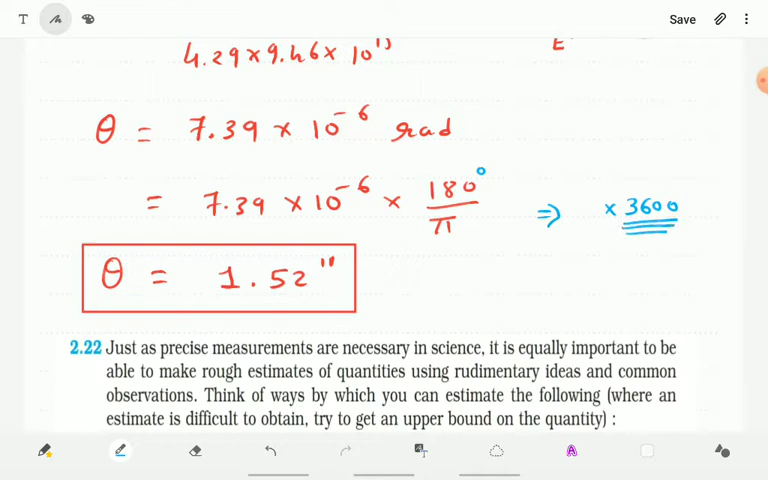 T Save
4.29 × 9.46 × 10¹⁵ E
θ = 7.39 × 10⁻⁶ rad
= 7.39 × 10⁻⁶ × 180°/π ⇒ × 3600
θ = 1.52"
2.22 Just as precise measurements are necessary in science, it is equally important to be
able to make rough estimates of quantities using rudimentary ideas and common
observations. Think of ways by which you can estimate the following (where an
estimate is difficult to obtain, try to get an upper bound on the quantity) :
A